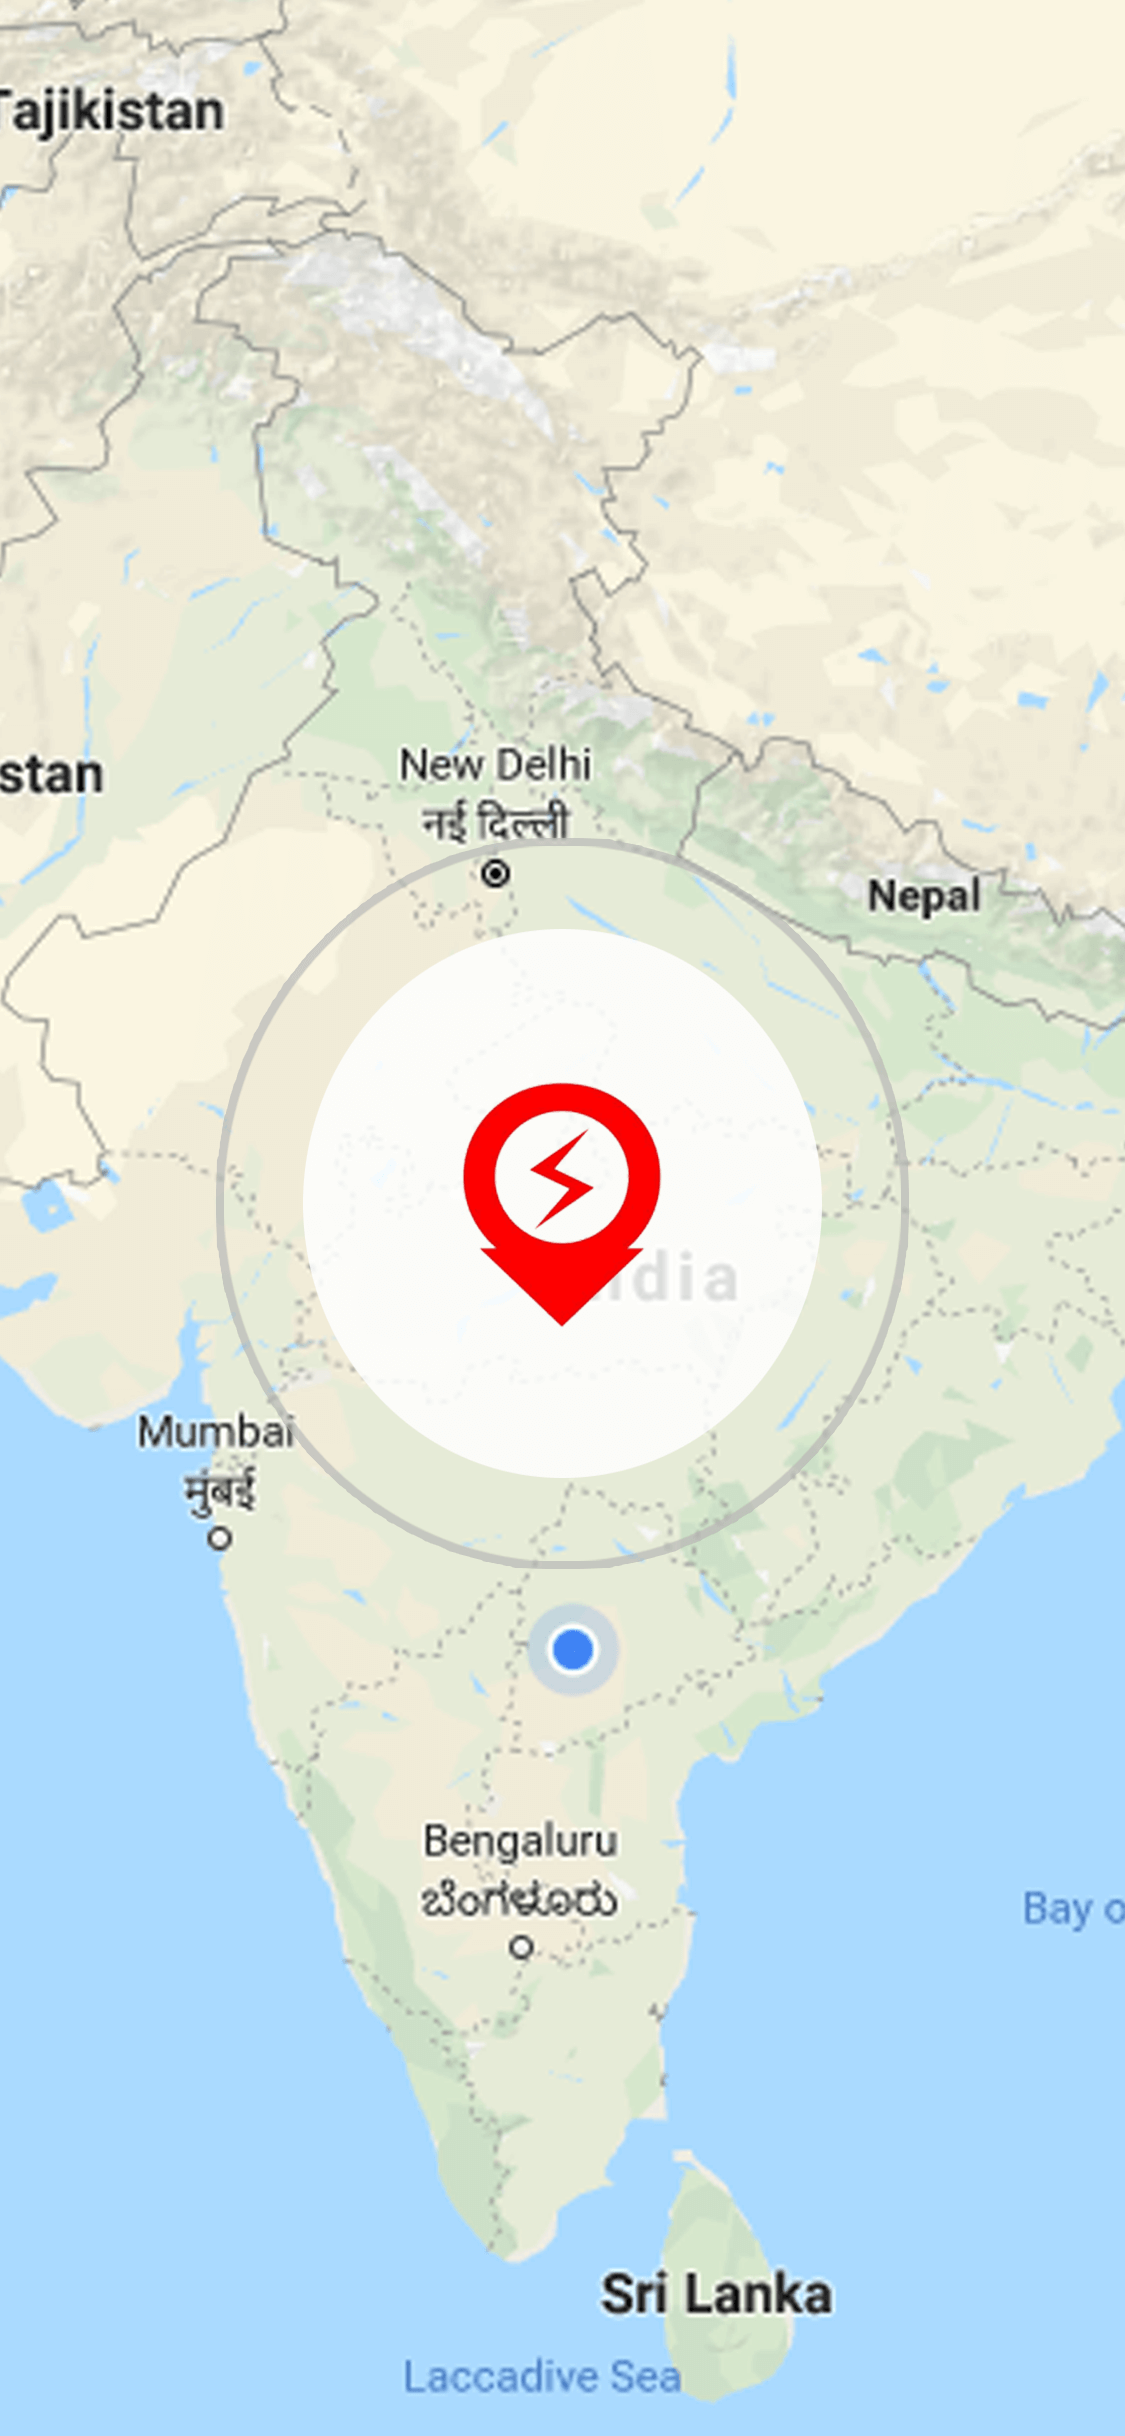 Tajikistan
New Delhi
नई दिल्ली
stan
Nepal
dia
Mumbai
मुंबई
Bengaluru
ಬೆಂಗಳೂರು
Bay o
Sri Lanka
Laccadive Sea